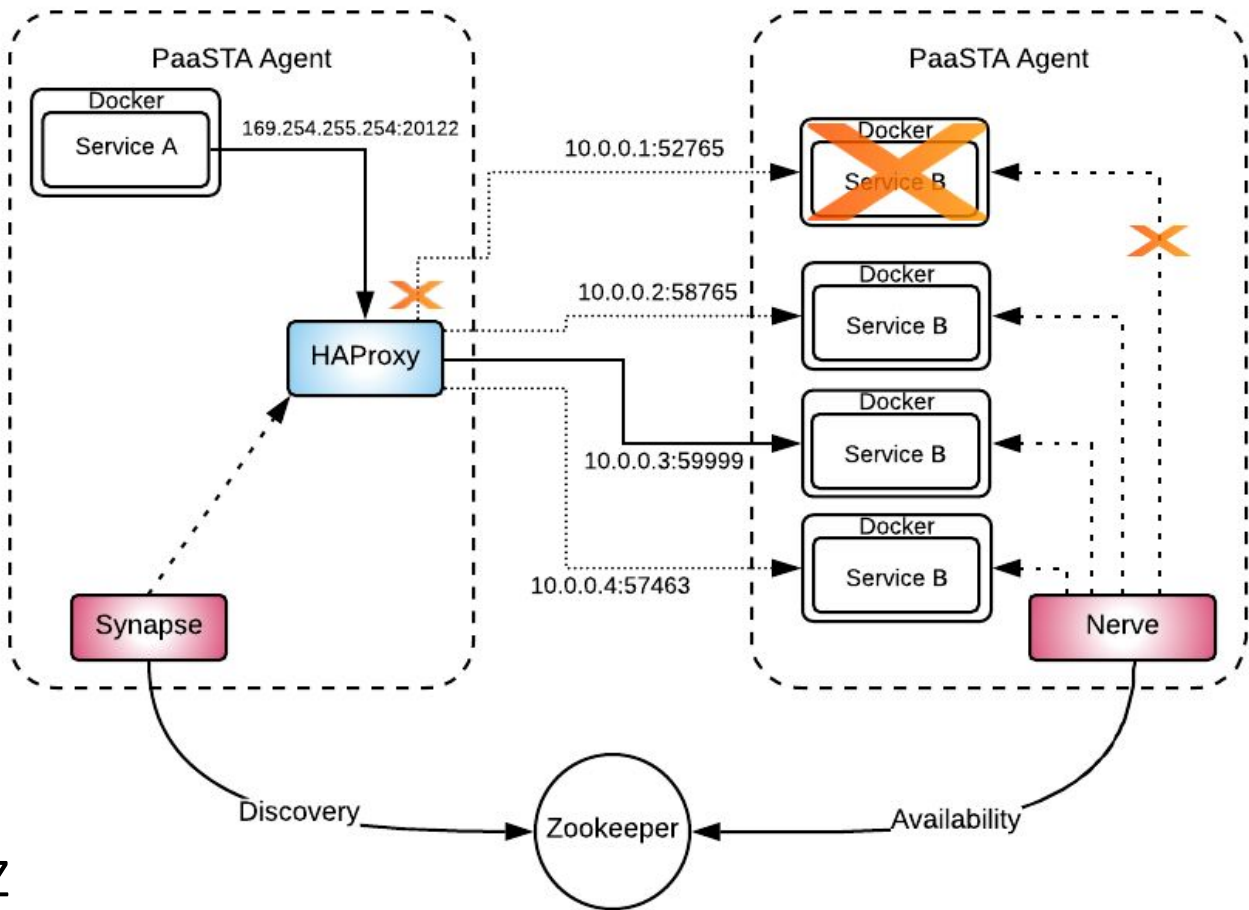 PaaSTA Agent
Docker
Service A
169.254.255.254:20122
HAProxy
Synapse
10.0.0.1:52765
10.0.0.2:58765
10.0.0.3:59999
10.0.0.4:57463
PaaSTA Agent
Docker
Service B
Docker
Service B
Docker
Service B
Docker
Service B
Nerve
Discovery
Zookeeper
Availability